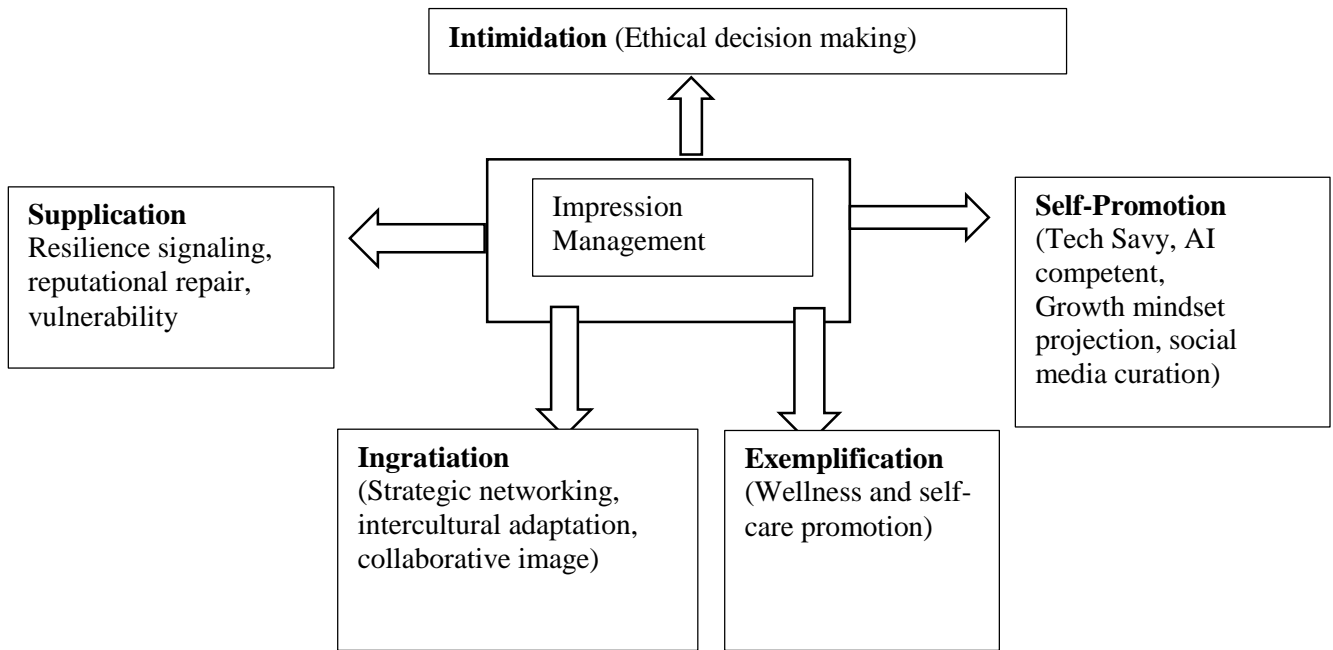 Intimidation (Ethical decision making)
Impression
Management
Supplication
Resilience signaling,
reputational repair,
vulnerability
Self-Promotion
(Tech Savy, AI
competent,
Growth mindset
projection, social
media curation)
Ingratiation
(Strategic networking,
intercultural adaptation,
collaborative image)
Exemplification
(Wellness and self-
care promotion)